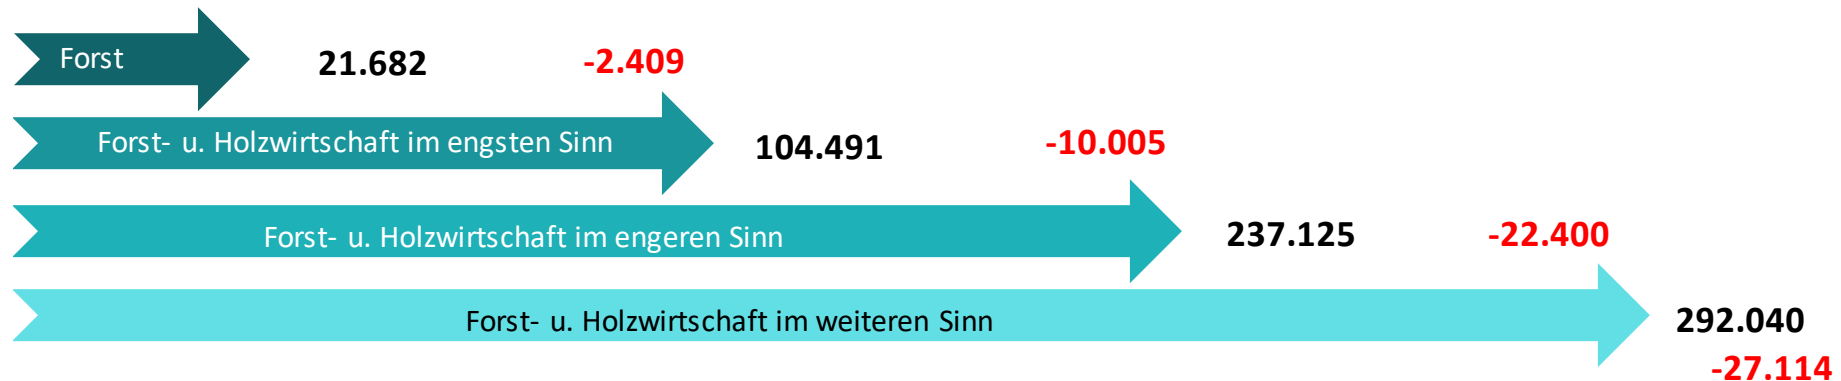 Forst 21.682 -2.409
Forst- u. Holzwirtschaft im engsten Sinn 104.491 -10.005
Forst- u. Holzwirtschaft im engeren Sinn 237.125 -22.400
Forst- u. Holzwirtschaft im weiteren Sinn 292.040
-27.114